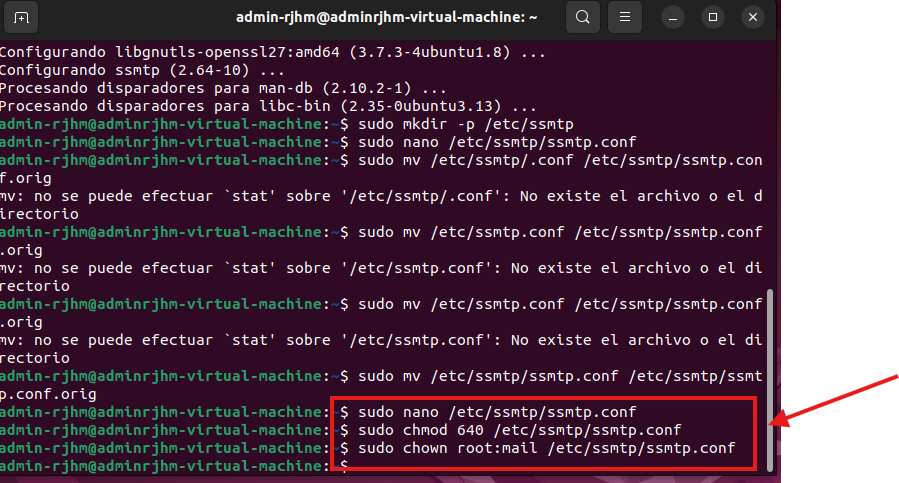 admin-rjhm@adminrjhm-virtual-machine: ~
Configurando libgnutls-openssl27:amd64 (3.7.3-4ubuntu1.8) ...
Configurando ssmtp (2.64-10) ...
Procesando disparadores para man-db (2.10.2-1) ...
Procesando disparadores para libc-bin (2.35-0ubuntu3.13) ...
admin-rjhm@adminrjhm-virtual-machine:~$ sudo mkdir -p /etc/ssmtp
admin-rjhm@adminrjhm-virtual-machine:~$ sudo nano /etc/ssmtp/ssmtp.conf
admin-rjhm@adminrjhm-virtual-machine:~$ sudo mv /etc/ssmtp/.conf /etc/ssmtp/ssmtp.con
f.orig
mv: no se puede efectuar `stat' sobre '/etc/ssmtp/.conf': No existe el archivo o el d
irectorio
admin-rjhm@adminrjhm-virtual-machine:~$ sudo mv /etc/ssmtp.conf /etc/ssmtp/ssmtp.conf
.orig
mv: no se puede efectuar `stat' sobre '/etc/ssmtp.conf': No existe el archivo o el di
rectorio
admin-rjhm@adminrjhm-virtual-machine:~$ sudo mv /etc/ssmtp.conf /etc/ssmtp/ssmtp.conf
.orig
mv: no se puede efectuar `stat' sobre '/etc/ssmtp.conf': No existe el archivo o el di
rectorio
admin-rjhm@adminrjhm-virtual-machine:~$ sudo mv /etc/ssmtp/ssmtp.conf /etc/ssmtp/ssmt
p.conf.orig
admin-rjhm@adminrjhm-virtual-machine:~$ sudo nano /etc/ssmtp/ssmtp.conf
admin-rjhm@adminrjhm-virtual-machine:~$ sudo chmod 640 /etc/ssmtp/ssmtp.conf
admin-rjhm@adminrjhm-virtual-machine:~$ sudo chown root:mail /etc/ssmtp/ssmtp.conf
admin-rjhm@adminrjhm-virtual-machine:~$